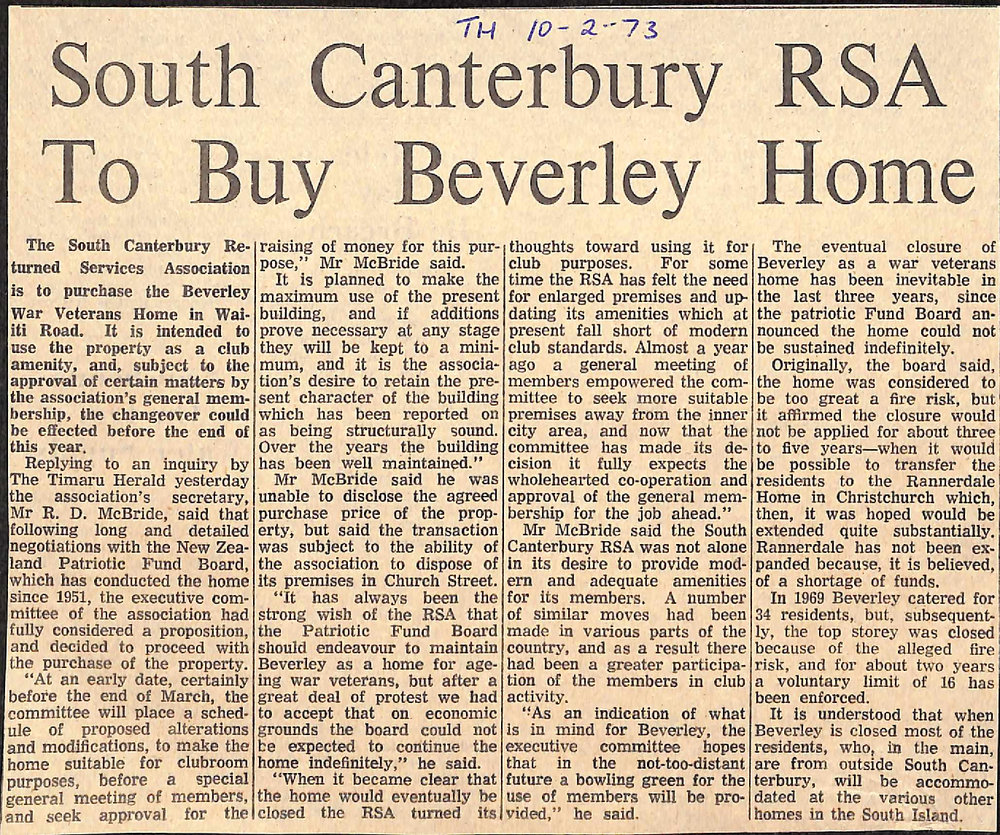 TH 10-2-73
South Canterbury RSA
To Buy Beverley Home
The South Canterbury Re-
turned Services Association
is to purchase the Beverley
War Veterans Home in Wai-
iti Road. It is intended to
use the property as a club
amenity, and, subject to the
approval of certain matters by
the association's general mem-
bership, the changeover could
be effected before the end of
this year.
Replying to an inquiry by
The Timaru Herald yesterday
the association's secretary,
Mr R. D. McBride, said that
following long and detailed
negotiations with the New Zea-
land Patriotic Fund Board,
which has conducted the home
since 1951, the executive com-
mittee of the association had
fully considered a proposition,
and decided to proceed with
the purchase of the property.
"At an early date, certainly
before the end of March, the
committee will place a sched-
ule of proposed alterations
and modifications, to make the
home suitable for clubroom
purposes, before a special
general meeting of members,
and seek approval for the
raising of money for this pur-
pose," Mr McBride said.
It is planned to make the
maximum use of the present
building, and if additions
prove necessary at any stage
they will be kept to a mini-
mum, and it is the associa-
tion's desire to retain the pre-
sent character of the building
which has been reported on
as being structurally sound.
Over the years the building
has been well maintained."
Mr McBride said he was
unable to disclose the agreed
purchase price of the prop-
erty, but said the transaction
was subject to the ability of
the association to dispose of
its premises in Church Street.
"It has always been the
strong wish of the RSA that
the Patriotic Fund Board
should endeavour to maintain
Beverley as a home for age-
ing war veterans, but after a
great deal of protest we had
to accept that on economic
grounds the board could not
be expected to continue the
home indefinitely," he said.
"When it became clear that
the home would eventually be
closed the RSA turned its
thoughts toward using it for
club purposes. For some
time the RSA has felt the need
for enlarged premises and up-
dating its amenities which at
present fall short of modern
club standards. Almost a year
ago a general meeting of
members empowered the com-
mittee to seek more suitable
premises away from the inner
city area, and now that the
committee has made its de-
cision it fully expects the
wholehearted co-operation and
approval of the general mem-
bership for the job ahead."
Mr McBride said the South
Canterbury RSA was not alone
in its desire to provide mod-
ern and adequate amenities
for its members. A number
of similar moves had been
made in various parts of the
country, and as a result there
had been a greater participa-
tion of the members in club
activity.
"As an indication of what
is in mind for Beverley, the
executive committee hopes
that in the not-too-distant
future a bowling green for the
use of members will be pro-
vided," he said.
The eventual closure of
Beverley as a war veterans
home has been inevitable in
the last three years, since
the patriotic Fund Board an-
nounced the home could not
be sustained indefinitely.
Originally, the board said,
the home was considered to
be too great a fire risk, but
it affirmed the closure would
not be applied for about three
to five years—when it would
be possible to transfer the
residents to the Rannerdale
Home in Christchurch which,
then, it was hoped would be
extended quite substantially.
Rannerdale has not been ex-
panded because, it is believed,
of a shortage of funds.
In 1969 Beverley catered for
34 residents, but, subsequent-
ly, the top storey was closed
because of the alleged fire
risk, and for about two years
a voluntary limit of 16 has
been enforced.
It is understood that when
Beverley is closed most of the
residents, who, in the main,
are from outside South Can-
terbury, will be accommo-
dated at the various other
homes in the South Island.